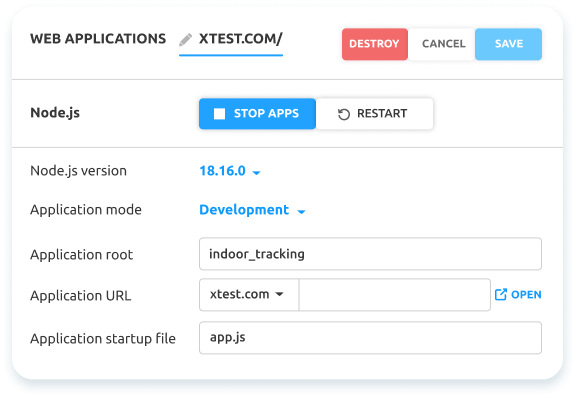 WEB APPLICATIONS XTEST.COM/ DESTROY CANCEL SAVE
Node.js STOP APPS RESTART
Node.js version 18.16.0
Application mode Development
Application root indoor_tracking
Application URL xtest.com OPEN
Application startup file app.js